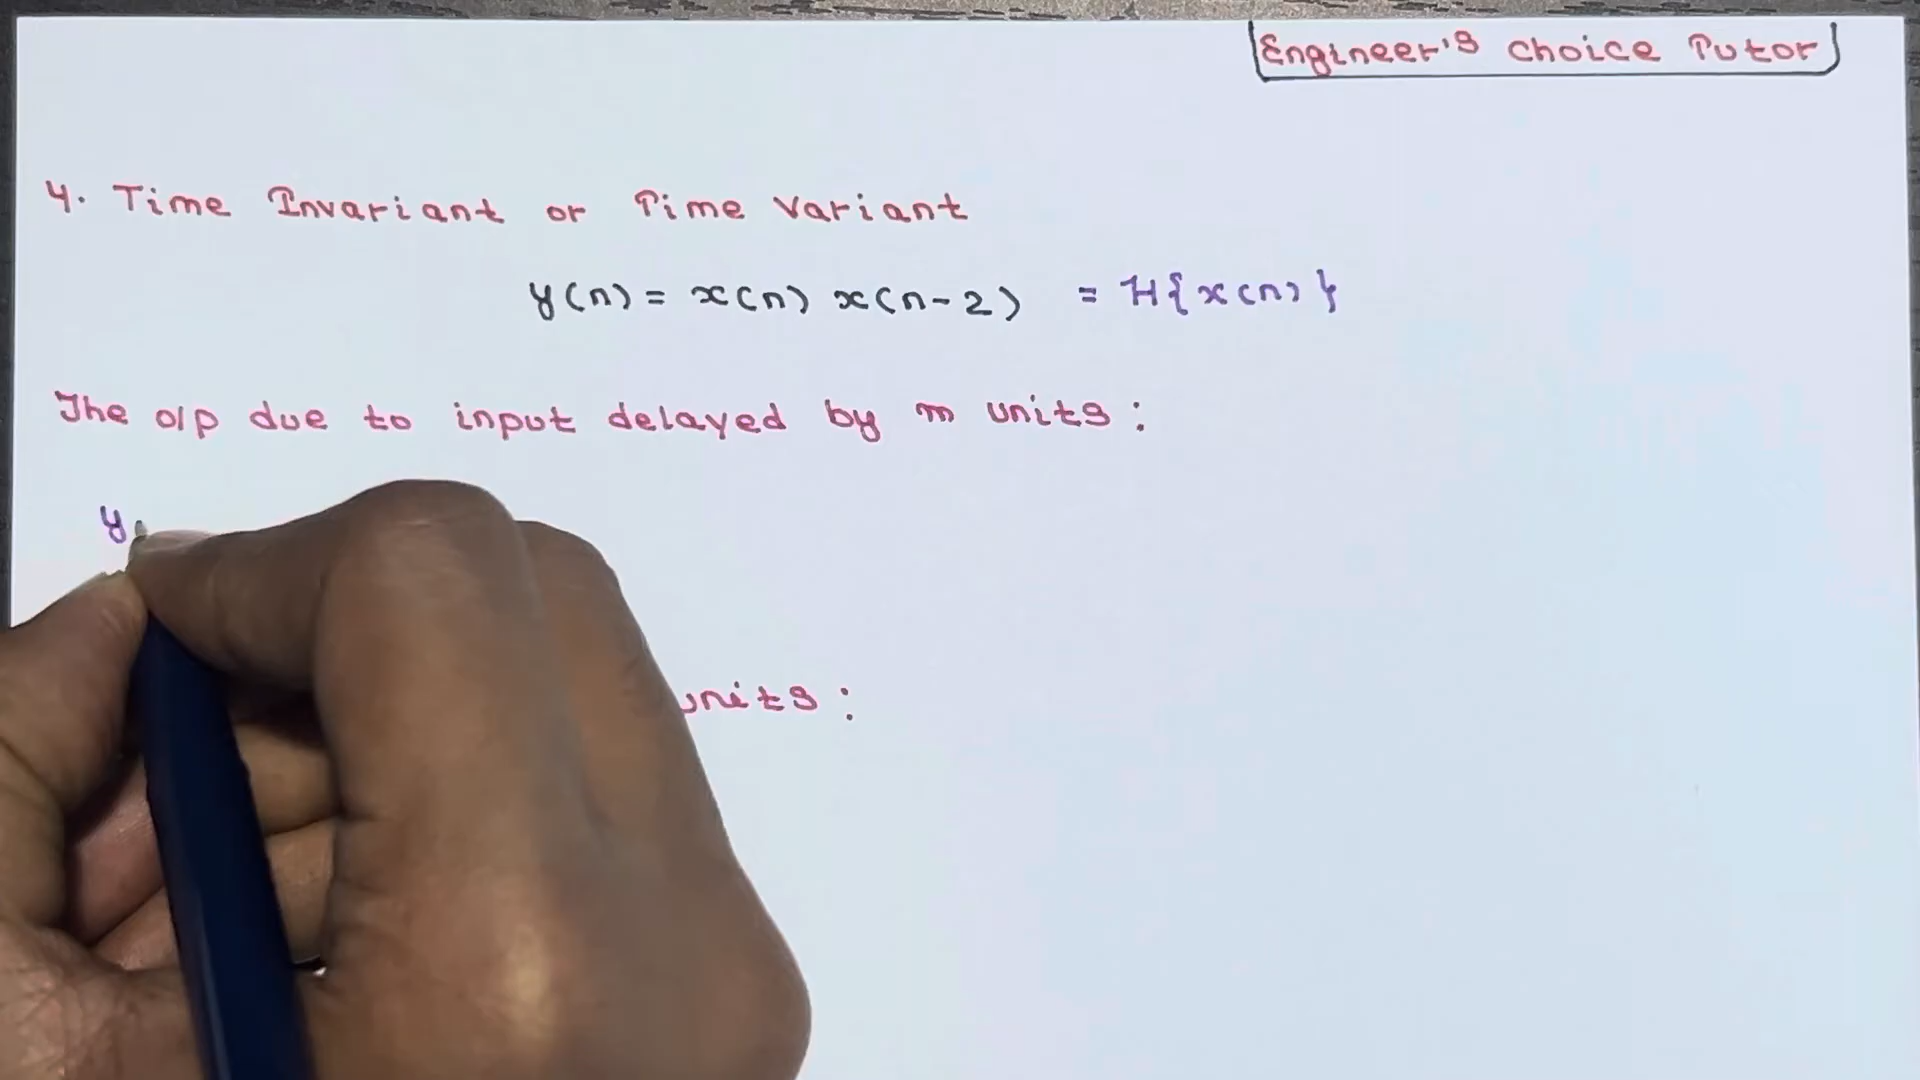 Engineer's choice Tutor
4. Time Invariant or Time Variant
y(n) = x(n) x(n-2) = H{x(n)}
The o/p due to input delayed by m units :
y
units :